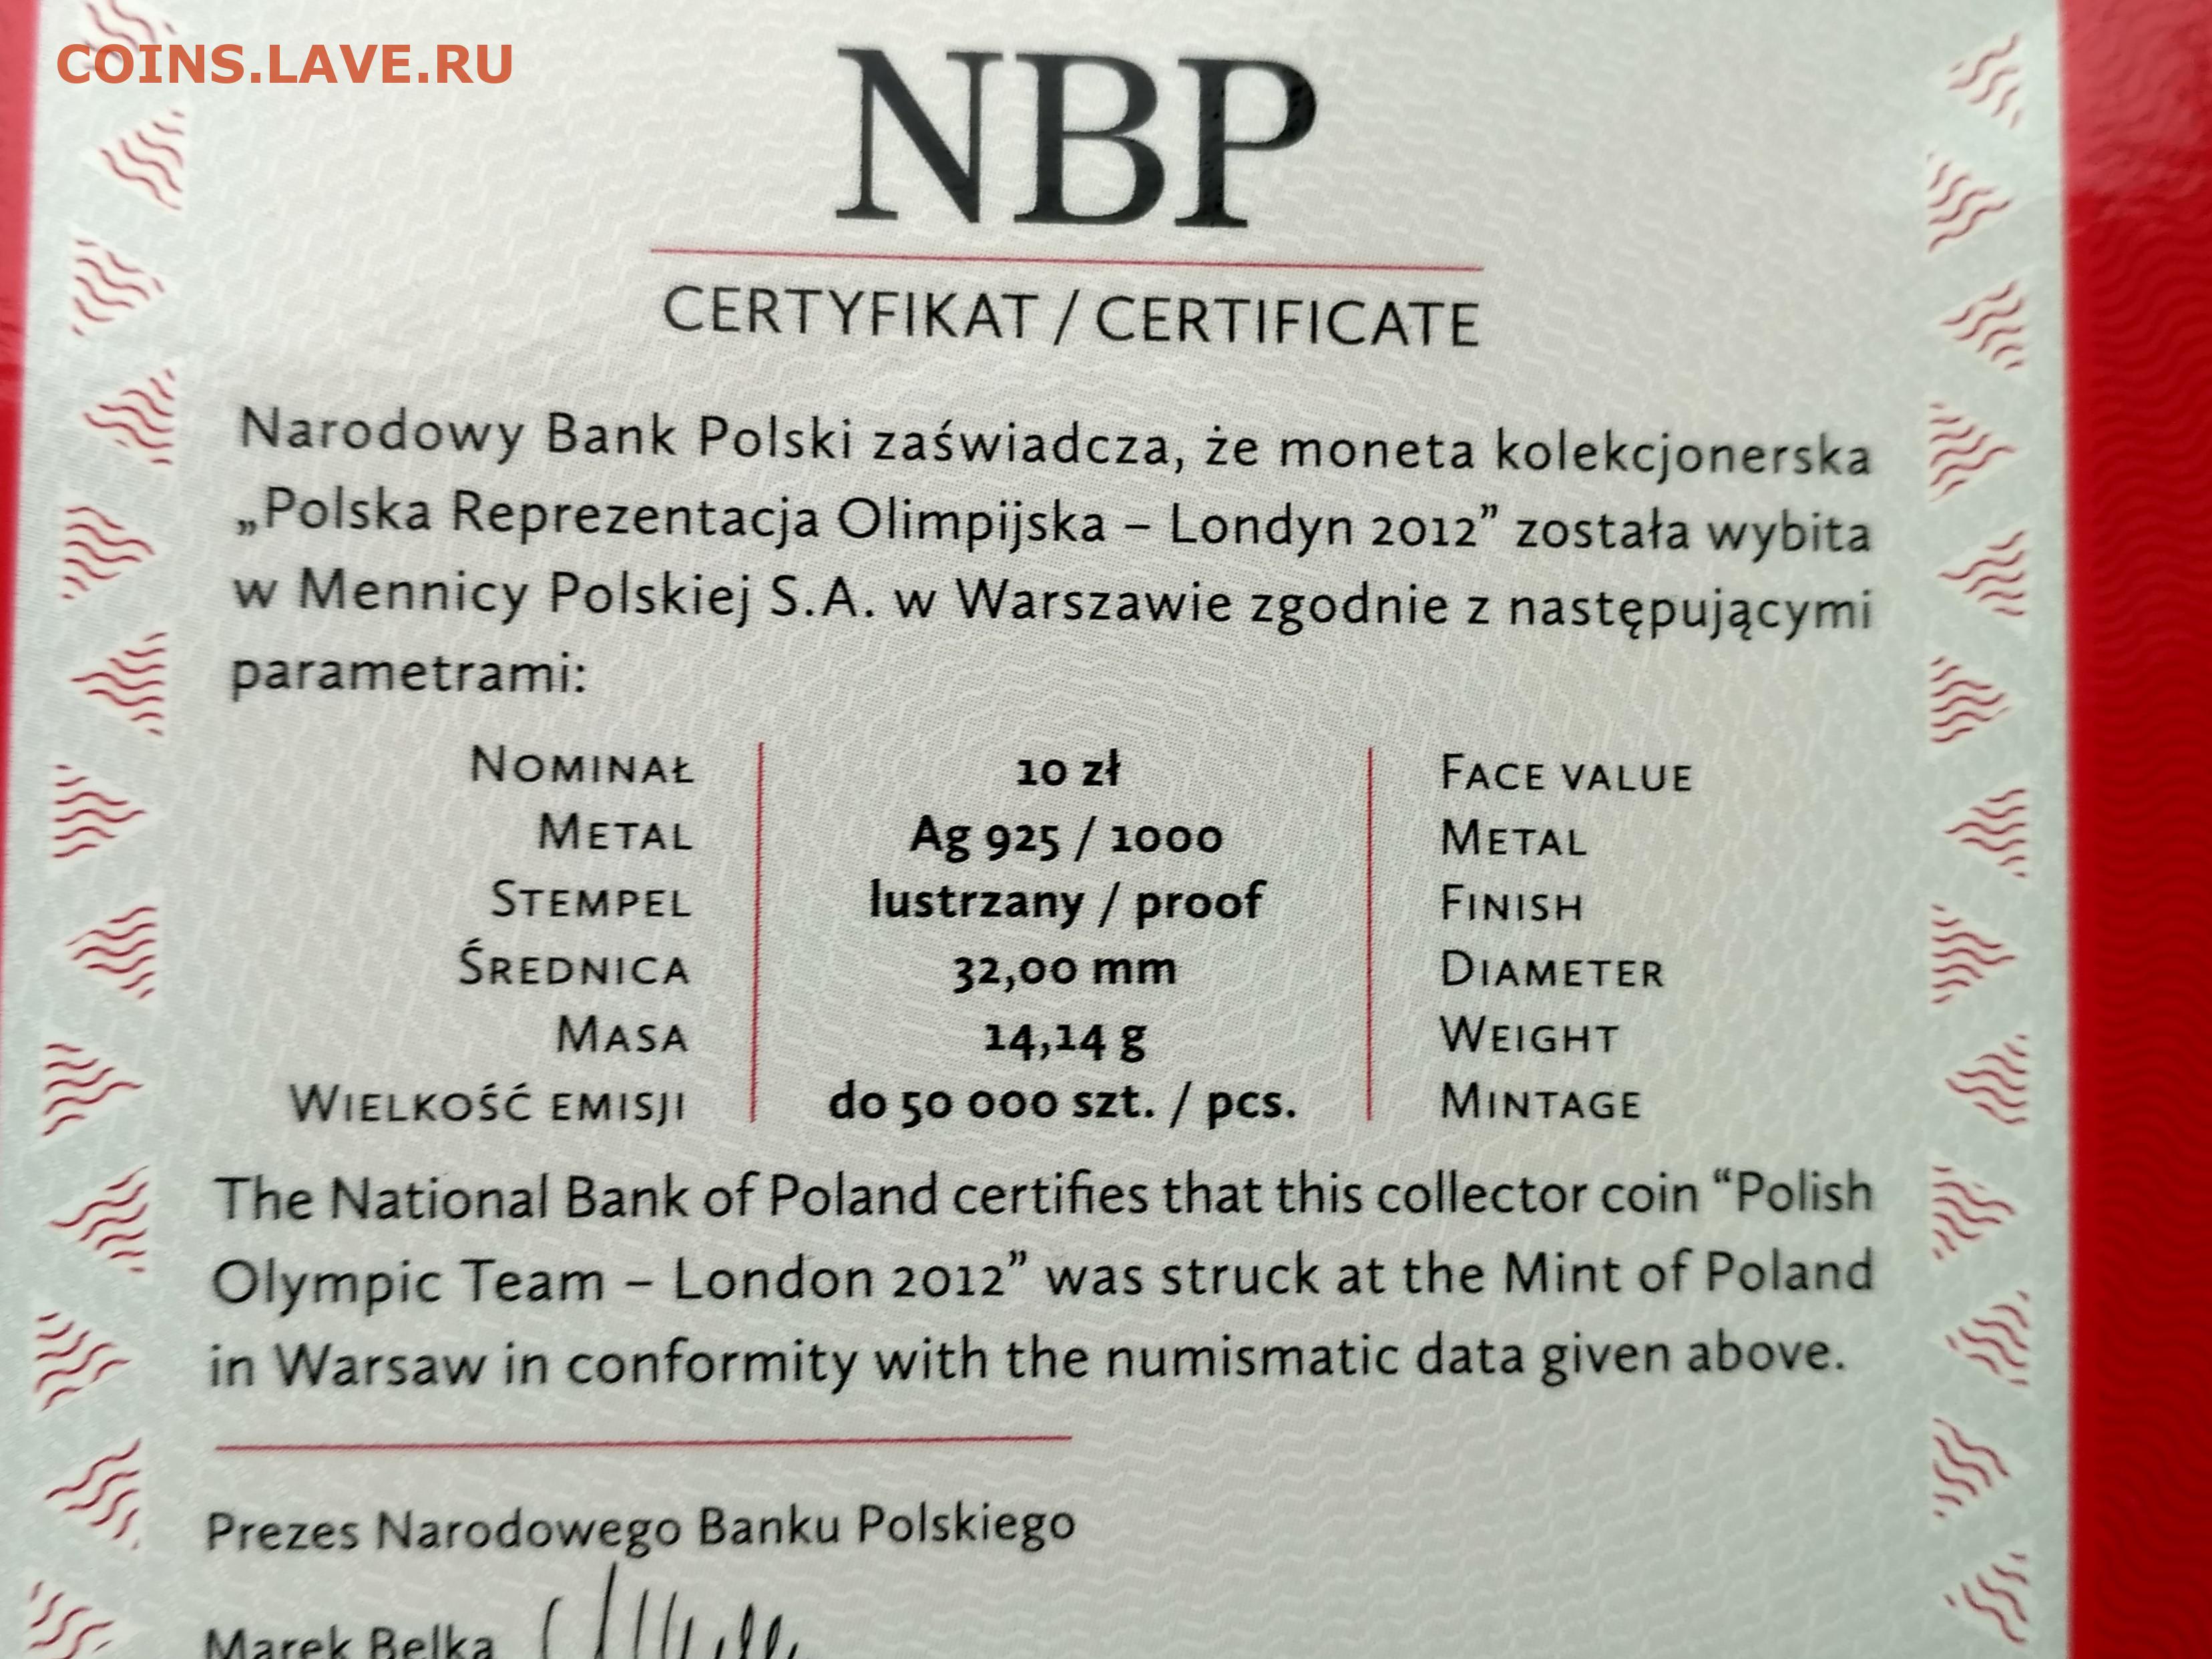 COINS.LAVE.RU
NBP
CERTYFIKAT / CERTIFICATE
Narodowy Bank Polski zaświadcza, że moneta kolekcjonerska
„Polska Reprezentacja Olimpijska – Londyn 2012” została wybita
w Mennicy Polskiej S.A. w Warszawie zgodnie z następującymi
parametrami:
NOMINAŁ 10 zł FACE VALUE
METAL Ag 925 / 1000 METAL
STEMPEL lustrzany / proof FINISH
ŚREDNICA 32,00 mm DIAMETER
MASA 14,14 g WEIGHT
WIELKOŚĆ EMISJI do 50 000 szt. / pcs. MINTAGE
The National Bank of Poland certifies that this collector coin “Polish
Olympic Team – London 2012” was struck at the Mint of Poland
in Warsaw in conformity with the numismatic data given above.
Prezes Narodowego Banku Polskiego
Marek Belka